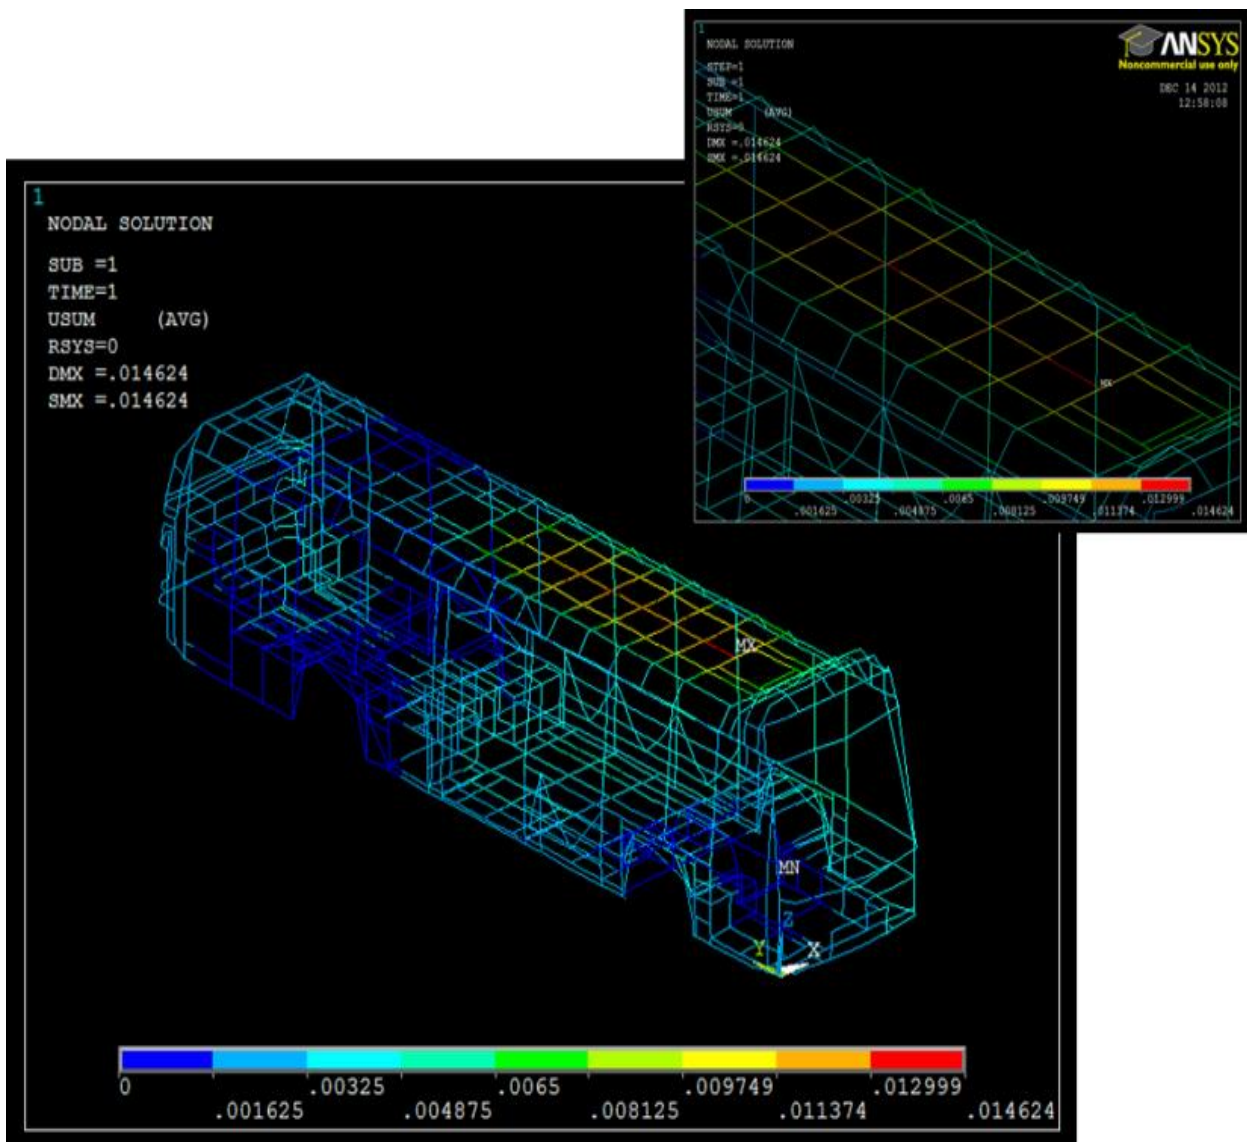 1
NODAL SOLUTION
SUB =1
TIME=1
USUM (AVG)
RSYS=0
DMX =.014624
SMX =.014624
MX
MN
Z
Y
X
0 .00325 .0065 .009749 .012999
.001625 .004875 .008125 .011374 .014624
1
NODAL SOLUTION
STEP=1
SUB =1
TIME=1
USUM (AVG)
RSYS=0
DMX =.014624
SMX =.014624
ANSYS
Noncommercial use only
DEC 14 2012
12:58:08
MX
0 .00325 .0065 .009749 .012999
.001625 .004875 .008125 .011374 .014624